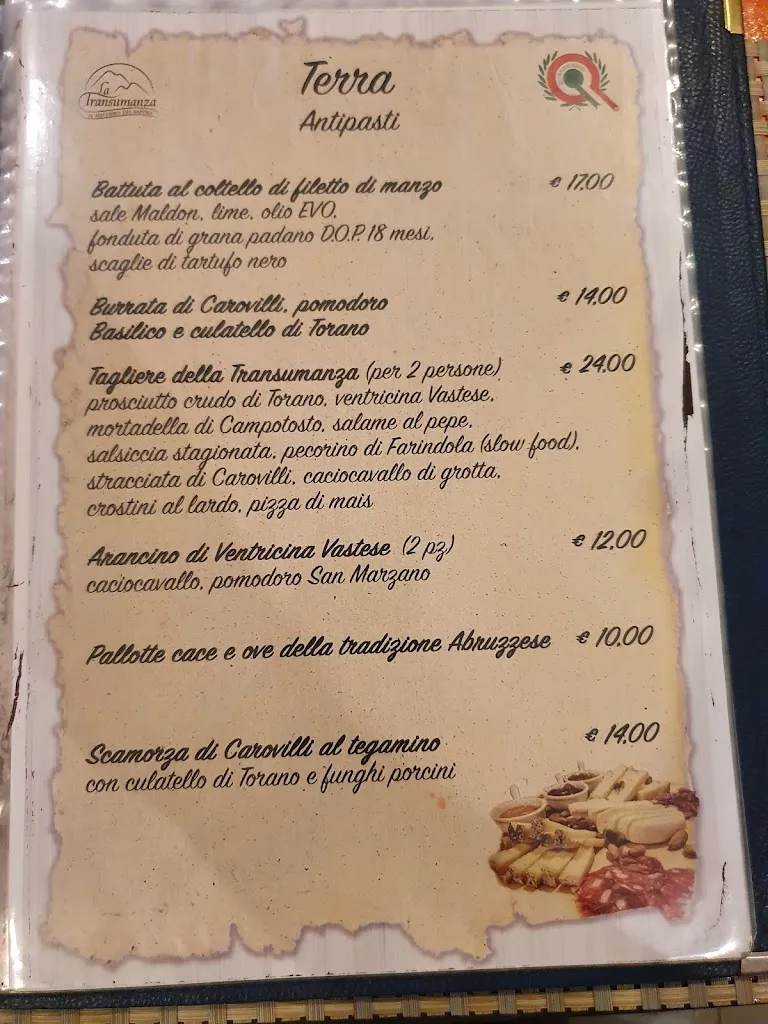 La
Transumanza
Terra
Antipasti
Battuta al coltello di filetto di manzo € 17.00
sale Maldon, lime, olio EVO,
fonduta di grana padano D.O.P. 18 mesi,
scaglie di tartufo nero
Burrata di Carovilli, pomodoro € 14.00
Basilico e culatello di Torano
Tagliere della Transumanza (per 2 persone) € 24.00
prosciutto crudo di Torano, ventricina Vastese,
mortadella di Campotosto, salame al pepe,
salsiccia stagionata, pecorino di Farindola (slow food),
stracciata di Carovilli, caciocavallo di grotta,
crostini al lardo, pizza di mais
Arancino di Ventricina Vastese (2 pz) € 12.00
caciocavallo, pomodoro San Marzano
Pallotte cace e ove della tradizione Abruzzese € 10.00
Scamorza di Carovilli al tegamino € 14.00
con culatello di Torano e funghi porcini